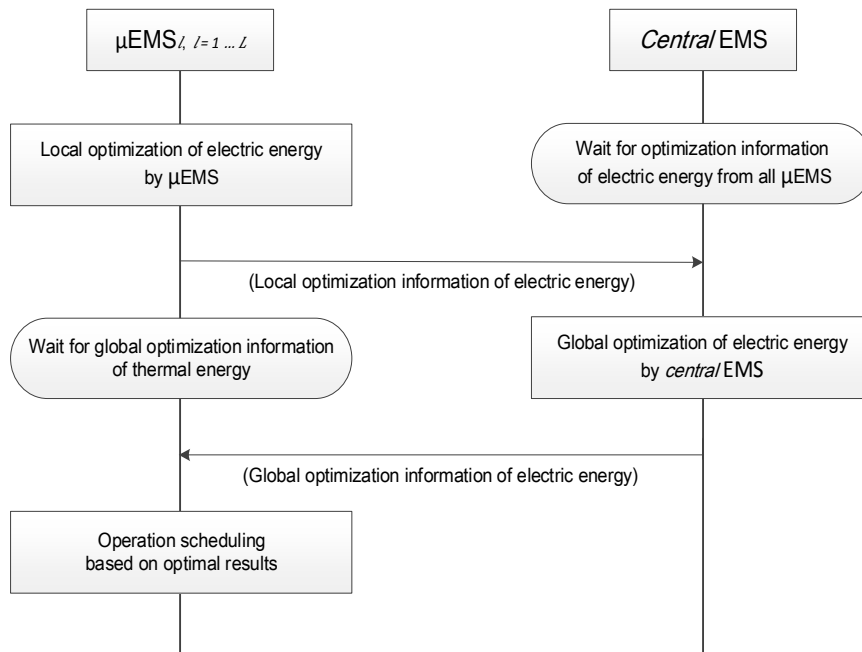 μEMS l, l=1 ... L
Central EMS
Local optimization of electric energy
by μEMS
Wait for optimization information
of electric energy from all μEMS
(Local optimization information of electric energy)
Wait for global optimization information
of thermal energy
Global optimization of electric energy
by central EMS
(Global optimization information of electric energy)
Operation scheduling
based on optimal results